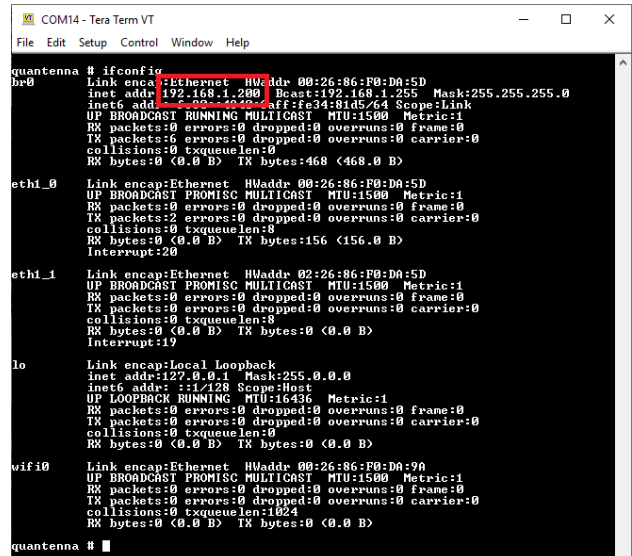 COM14 - Tera Term VT
File Edit Setup Control Window Help
quantenna # ifconfig
br0 Link encap:Ethernet HWaddr 00:26:86:F0:DA:5D
inet addr:192.168.1.200 Bcast:192.168.1.255 Mask:255.255.255.0
inet6 addr: :fe34:81d5/64 Scope:Link
UP BROADCAST RUNNING MULTICAST MTU:1500 Metric:1
RX packets:0 errors:0 dropped:0 overruns:0 frame:0
TX packets:6 errors:0 dropped:0 overruns:0 carrier:0
collisions:0 txqueuelen:0
RX bytes:0 (0.0 B) TX bytes:468 (468.0 B)
eth1_0 Link encap:Ethernet HWaddr 00:26:86:F0:DA:5D
UP BROADCAST PROMISC MULTICAST MTU:1500 Metric:1
RX packets:0 errors:0 dropped:0 overruns:0 frame:0
TX packets:2 errors:0 dropped:0 overruns:0 carrier:0
collisions:0 txqueuelen:8
RX bytes:0 (0.0 B) TX bytes:156 (156.0 B)
Interrupt:20
eth1_1 Link encap:Ethernet HWaddr 02:26:86:F0:DA:5D
UP BROADCAST PROMISC MULTICAST MTU:1500 Metric:1
RX packets:0 errors:0 dropped:0 overruns:0 frame:0
TX packets:0 errors:0 dropped:0 overruns:0 carrier:0
collisions:0 txqueuelen:8
RX bytes:0 (0.0 B) TX bytes:0 (0.0 B)
Interrupt:19
lo Link encap:Local Loopback
inet addr:127.0.0.1 Mask:255.0.0.0
inet6 addr: ::1/128 Scope:Host
UP LOOPBACK RUNNING MTU:16436 Metric:1
RX packets:0 errors:0 dropped:0 overruns:0 frame:0
TX packets:0 errors:0 dropped:0 overruns:0 carrier:0
collisions:0 txqueuelen:0
RX bytes:0 (0.0 B) TX bytes:0 (0.0 B)
wifi0 Link encap:Ethernet HWaddr 00:26:86:F0:DA:9A
UP BROADCAST PROMISC MULTICAST MTU:1500 Metric:1
RX packets:0 errors:0 dropped:0 overruns:0 frame:0
TX packets:0 errors:0 dropped:0 overruns:0 carrier:0
collisions:0 txqueuelen:1024
RX bytes:0 (0.0 B) TX bytes:0 (0.0 B)
quantenna #